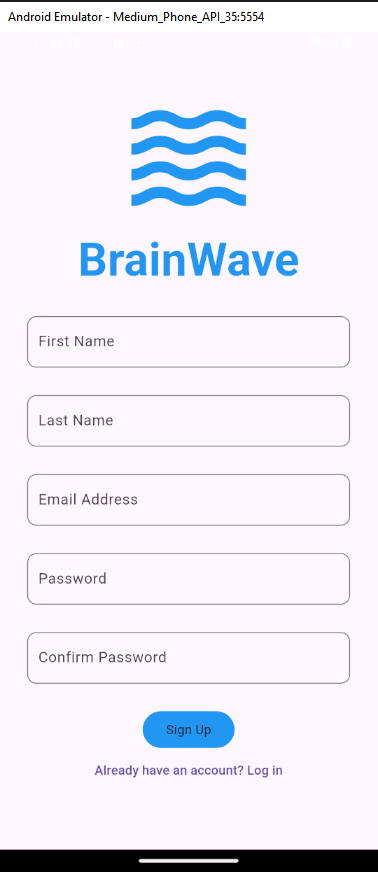 Android Emulator - Medium_Phone_API_35:5554
BrainWave
First Name
Last Name
Email Address
Password
Confirm Password
Sign Up
Already have an account? Log in